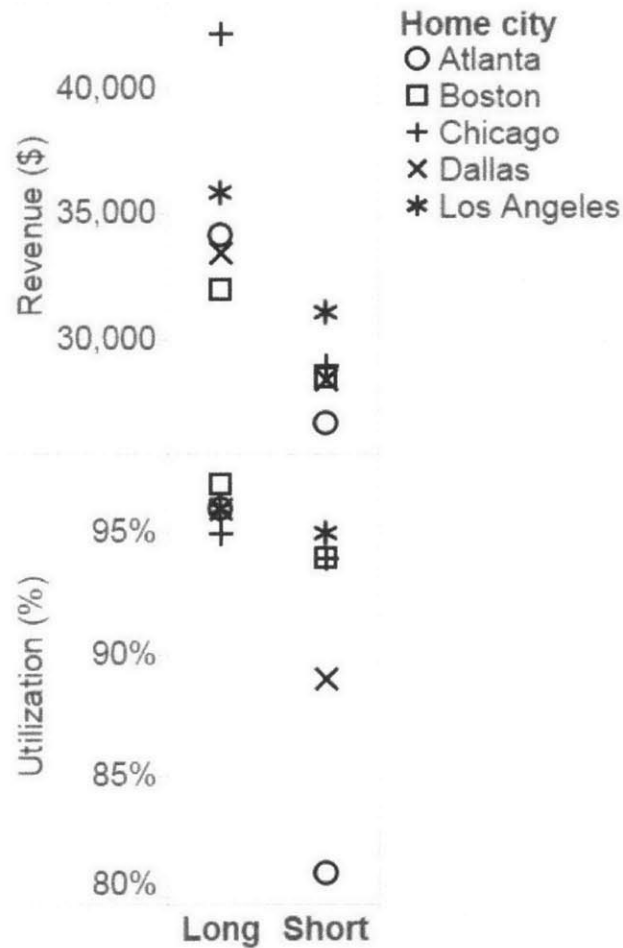 Home city
Atlanta
Boston
Chicago
Dallas
Los Angeles
Revenue ($)
40,000
35,000
30,000
Utilization (%)
95%
90%
85%
80%
Long Short